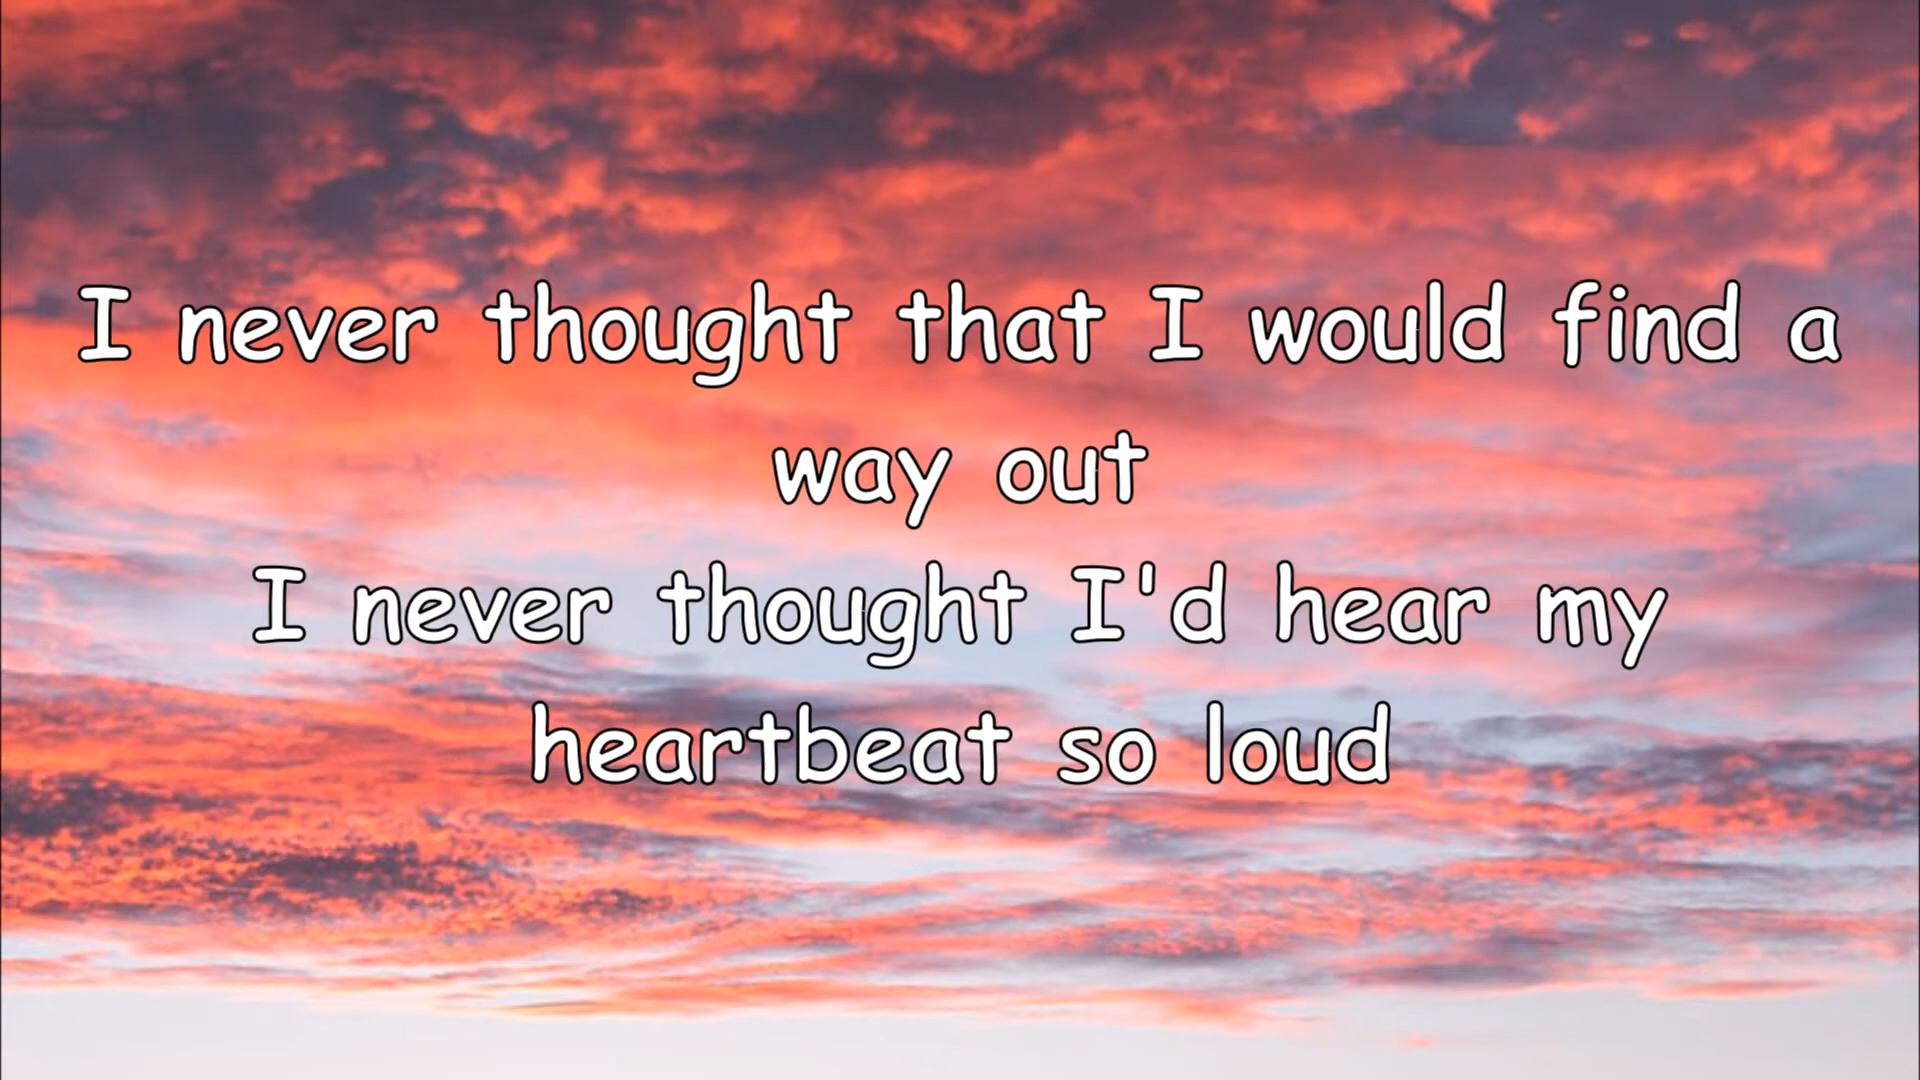 I never thought that I would find a
way out
I never thought I'd hear my
heartbeat so loud